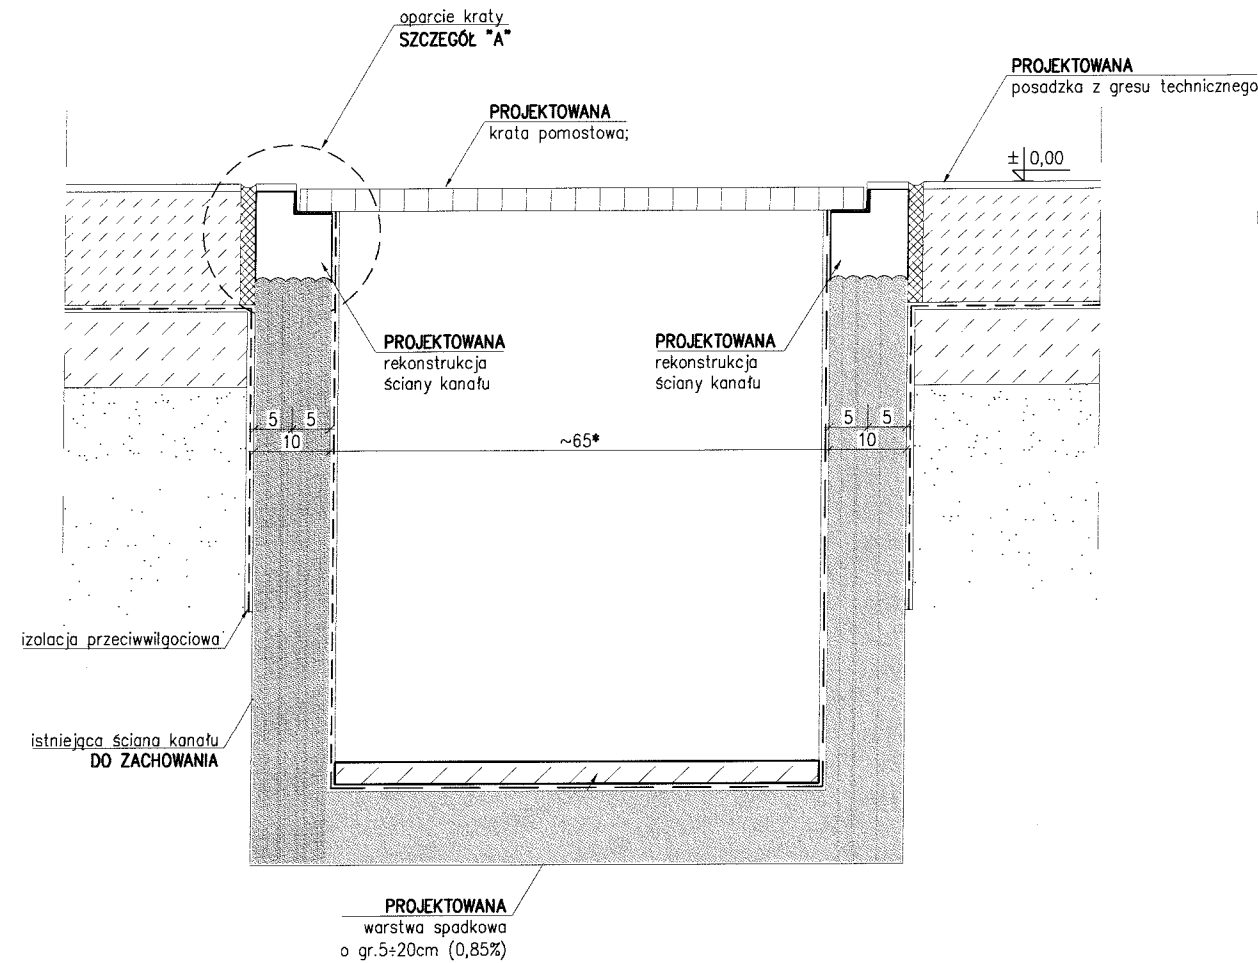 oparcie kraty
SZCZEGÓŁ "A"
PROJEKTOWANA
posadzka z gresu technicznego
PROJEKTOWANA
krata pomostowa;
± 0,00
PROJEKTOWANA
rekonstrukcja
ściany kanału
PROJEKTOWANA
rekonstrukcja
ściany kanału
5 5
10
~65*
5 5
10
izolacja przeciwwilgociowa
istniejąca ściana kanału
DO ZACHOWANIA
PROJEKTOWANA
warstwa spadkowa
o gr.5÷20cm (0,85%)